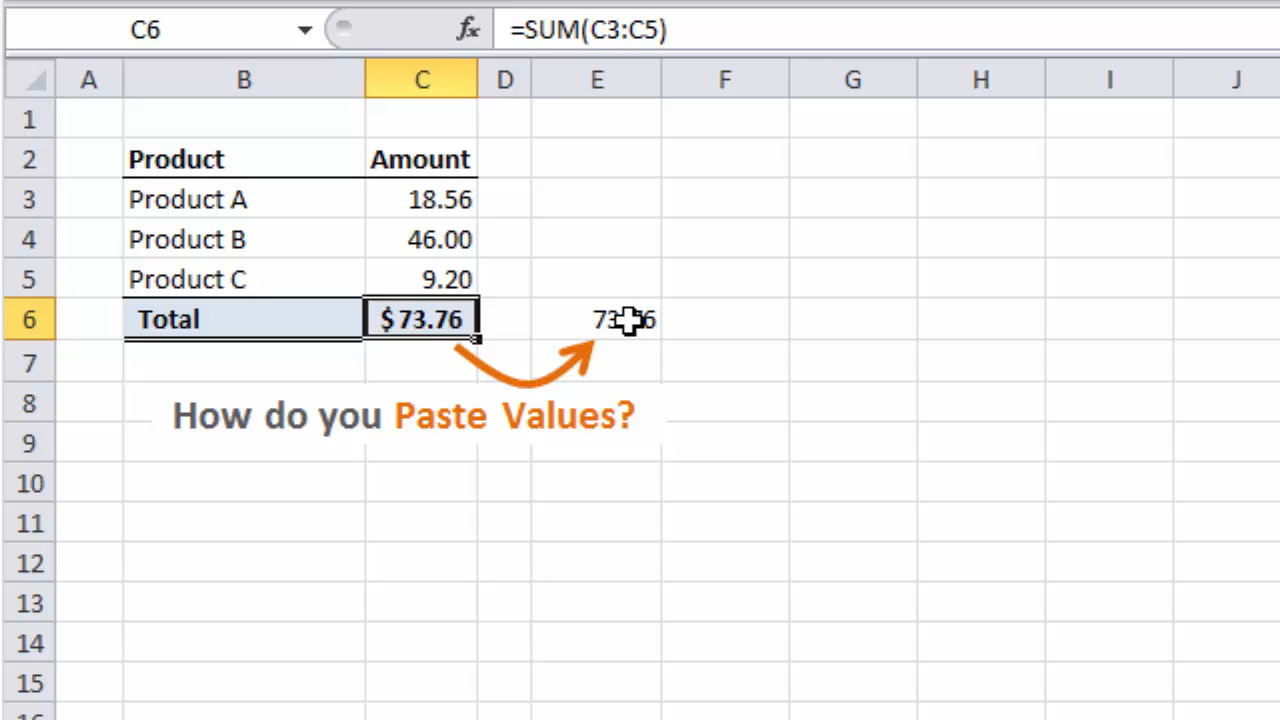 C6 fx =SUM(C3:C5)
A B C D E F G H I J
1
2 Product Amount
3 Product A 18.56
4 Product B 46.00
5 Product C 9.20
6 Total $73.76
7
8 How do you Paste Values?
9
10
11
12
13
14
15
16